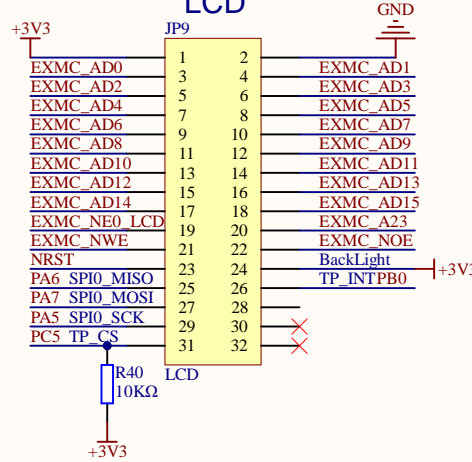 LCD
GND
+3V3
JP9
1 2
EXMC_AD0 3 4 EXMC_AD1
EXMC_AD2 5 6 EXMC_AD3
EXMC_AD4 7 8 EXMC_AD5
EXMC_AD6 9 10 EXMC_AD7
EXMC_AD8 11 12 EXMC_AD9
EXMC_AD10 13 14 EXMC_AD11
EXMC_AD12 15 16 EXMC_AD13
EXMC_AD14 17 18 EXMC_AD15
EXMC_NE0_LCD 19 20 EXMC_A23
EXMC_NWE 21 22 EXMC_NOE
NRST 23 24 BackLight +3V3
PA6 SPI0_MISO 25 26 TP_INT PB0
PA7 SPI0_MOSI 27 28
PA5 SPI0_SCK 29 30
PC5 TP_CS 31 32
R40 LCD
10KΩ
+3V3